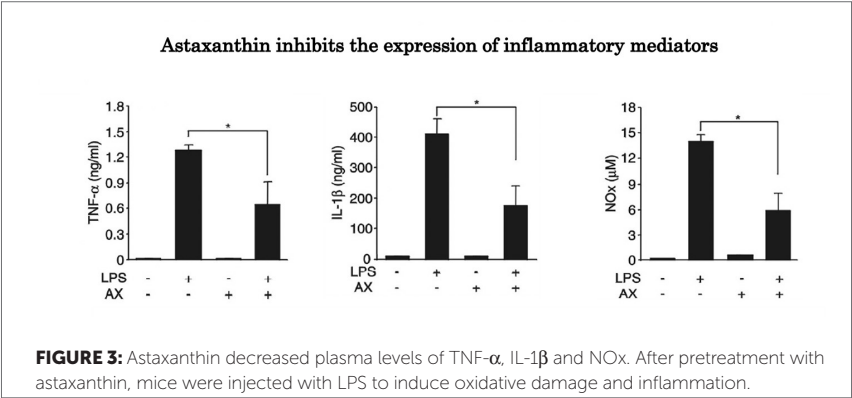 Astaxanthin inhibits the expression of inflammatory mediators
TNF-α (ng/ml)
1.8
1.5
1.2
0.9
0.6
0.3
0
*
LPS - + - +
AX - - + +
IL-1β (ng/ml)
500
400
300
200
100
0
*
LPS - + - +
AX - - + +
NOx (μM)
18
15
12
9
6
3
0
*
LPS - + - +
AX - - + +
FIGURE 3: Astaxanthin decreased plasma levels of TNF-α, IL-1β and NOx. After pretreatment with
astaxanthin, mice were injected with LPS to induce oxidative damage and inflammation.